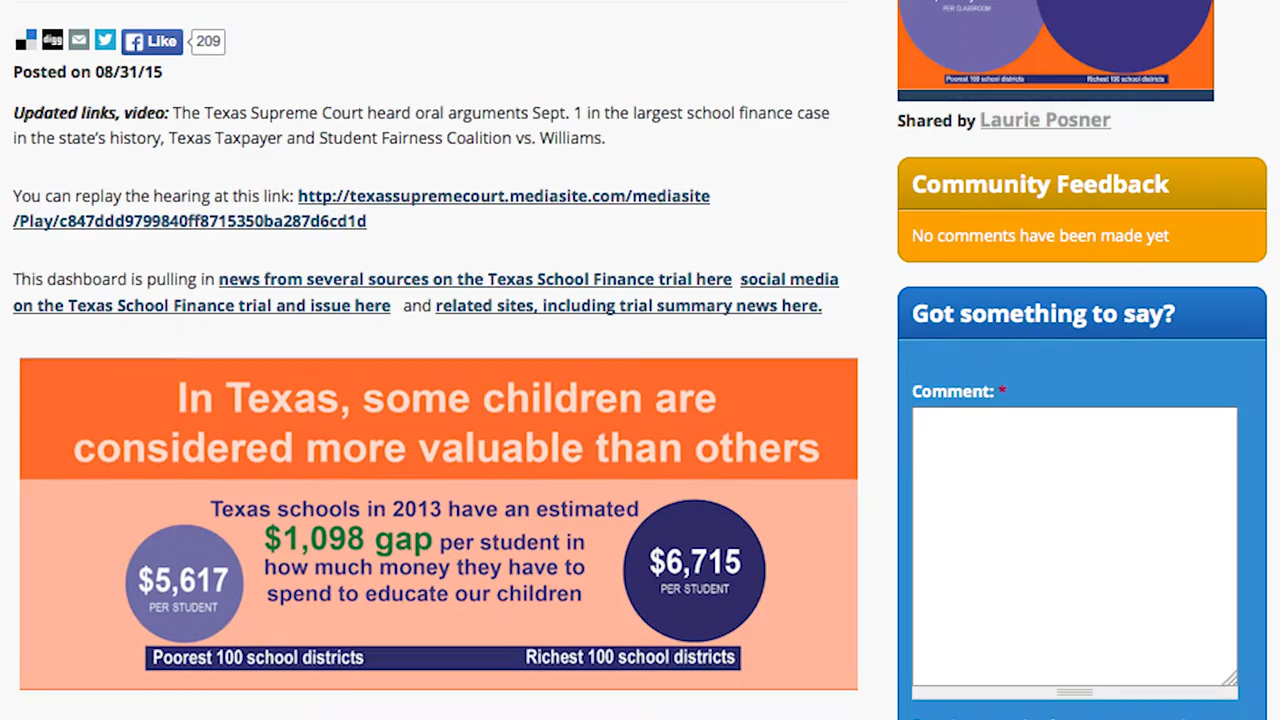 digg Like 209
Posted on 08/31/15
Updated links, video: The Texas Supreme Court heard oral arguments Sept. 1 in the largest school finance case
in the state's history, Texas Taxpayer and Student Fairness Coalition vs. Williams.
You can replay the hearing at this link: http://texassupremecourt.mediasite.com/mediasite
/Play/c847ddd9799840ff8715350ba287d6cd1d
This dashboard is pulling in news from several sources on the Texas School Finance trial here social media
on the Texas School Finance trial and issue here and related sites, including trial summary news here.
In Texas, some children are
considered more valuable than others
Texas schools in 2013 have an estimated
$1,098 gap per student in
how much money they have to
spend to educate our children
$5,617
PER STUDENT
$6,715
PER STUDENT
Poorest 100 school districts
Richest 100 school districts
PER CLASSROOM
Poorest 100 school districts
Richest 100 school districts
Shared by Laurie Posner
Community Feedback
No comments have been made yet
Got something to say?
Comment: *